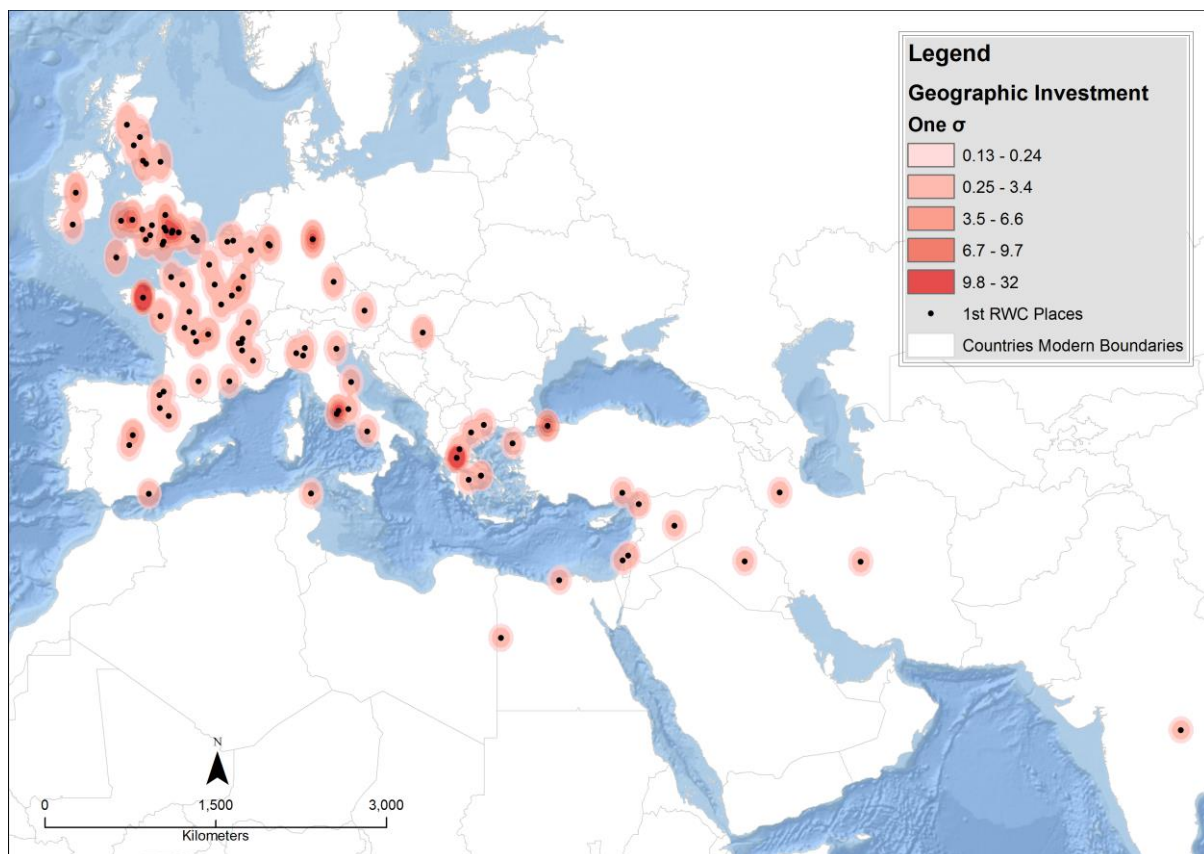 Legend
Geographic Investment
One σ
0.13 - 0.24
0.25 - 3.4
3.5 - 6.6
6.7 - 9.7
9.8 - 32
1st RWC Places
Countries Modern Boundaries
N
0 1,500 3,000
Kilometers